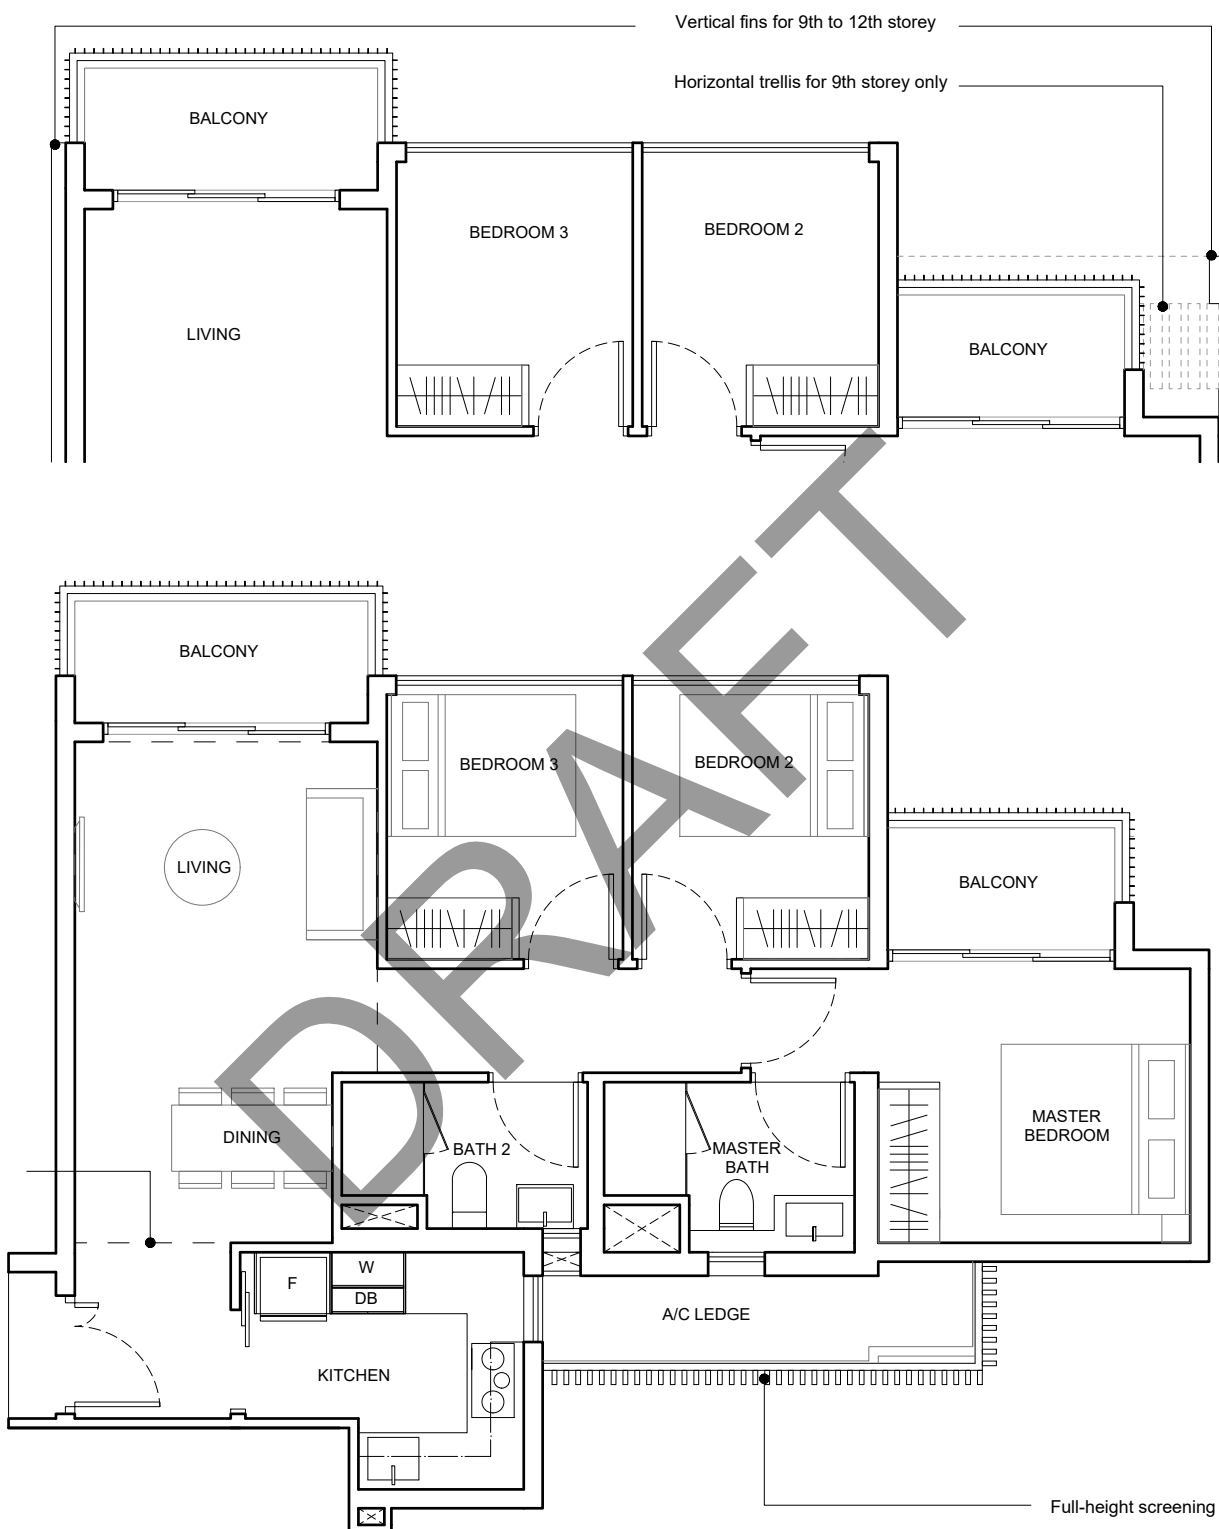 Vertical fins for 9th to 12th storey
Horizontal trellis for 9th storey only
BALCONY
BEDROOM 3
BEDROOM 2
LIVING
BALCONY
DRAFT
BALCONY
BEDROOM 3
BEDROOM 2
LIVING
BALCONY
DINING
BATH 2
MASTER
BATH
MASTER
BEDROOM
F
W
DB
A/C LEDGE
KITCHEN
Full-height screening